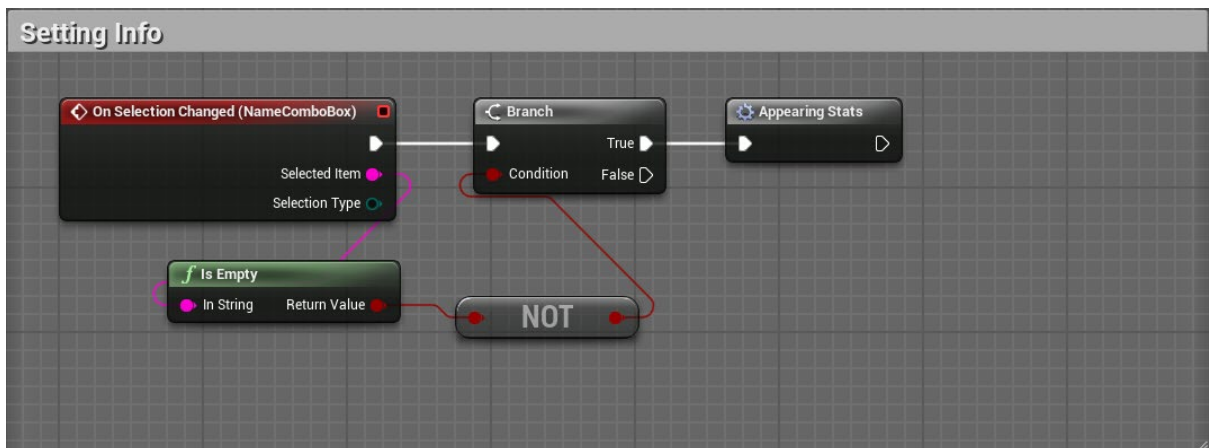 Setting Info
On Selection Changed (NameComboBox)
Selected Item
Selection Type
Branch
True
Condition
False
Appearing Stats
f Is Empty
In String
Return Value
NOT